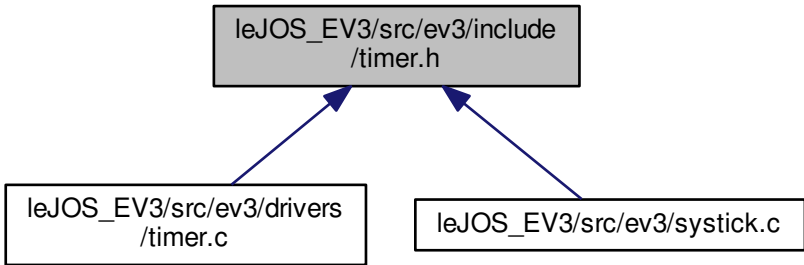 leJOS_EV3/src/ev3/include
/timer.h
leJOS_EV3/src/ev3/drivers
/timer.c
leJOS_EV3/src/ev3/systick.c